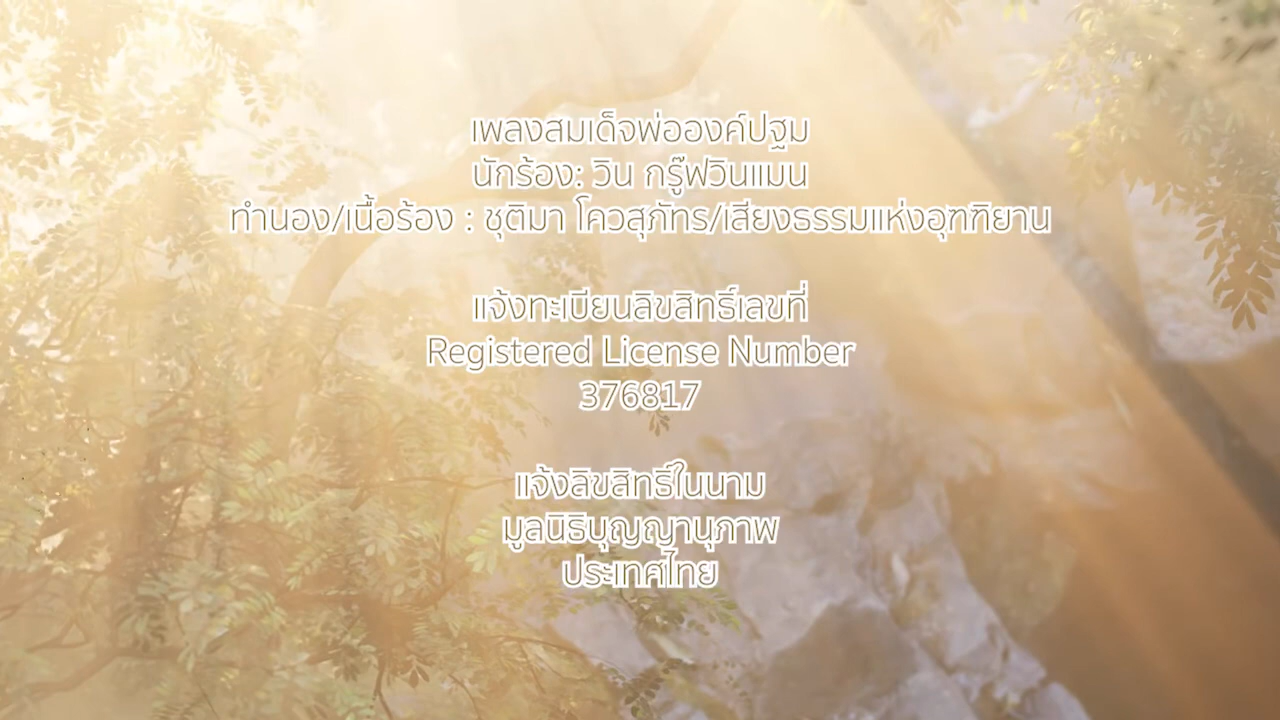 เพลงสมเด็จพ่อองค์ปฐม
นักร้อง: วิน กรู๊ฟวินแมน
ทำนอง/เนื้อร้อง : ชุติมา โควสุภัทร/เสียงธรรมแห่งอุฑฑิยาน
แจ้งทะเบียนลิขสิทธิ์เลขที่
Registered License Number
376817
แจ้งลิขสิทธิ์ในนาม
มูลนิธิบุญญานุภาพ
ประเทศไทย